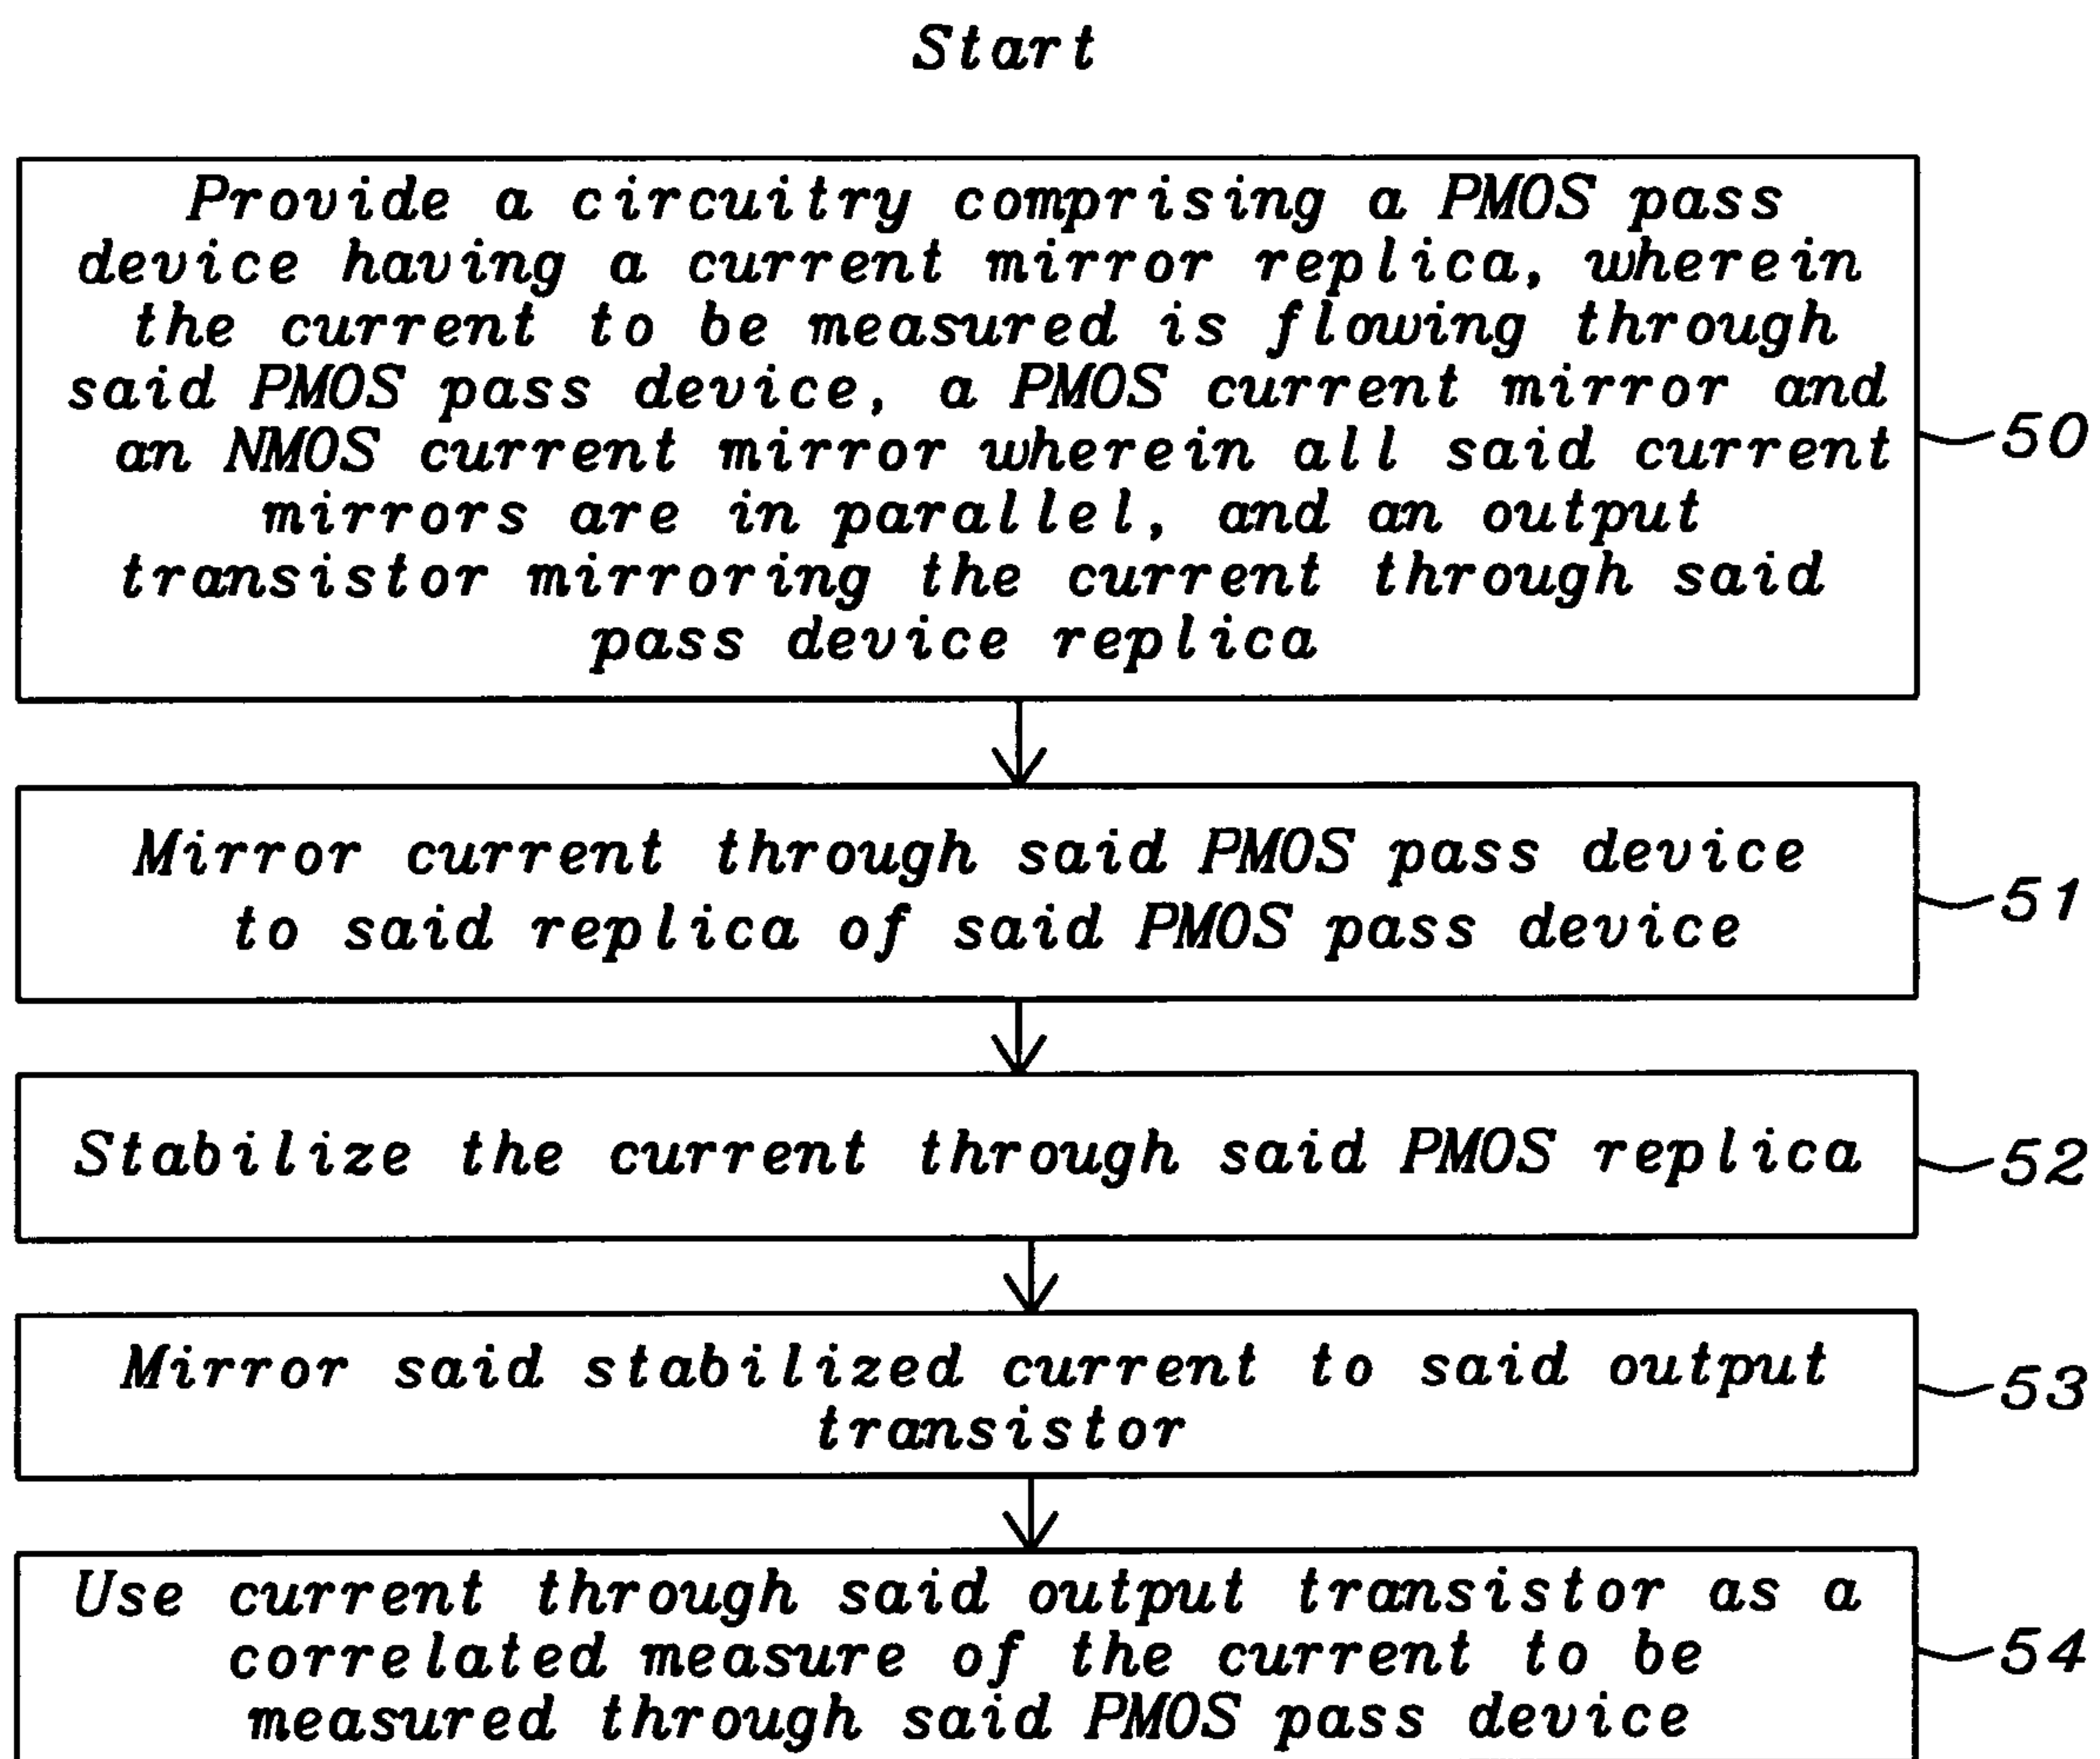 Start
Provide a circuitry comprising a PMOS pass
device having a current mirror replica, wherein
the current to be measured is flowing through
said PMOS pass device, a PMOS current mirror and
an NMOS current mirror wherein all said current
mirrors are in parallel, and an output
transistor mirroring the current through said
pass device replica
50
Mirror current through said PMOS pass device
to said replica of said PMOS pass device
51
Stabilize the current through said PMOS replica
52
Mirror said stabilized current to said output
transistor
53
Use current through said output transistor as a
correlated measure of the current to be
measured through said PMOS pass device
54